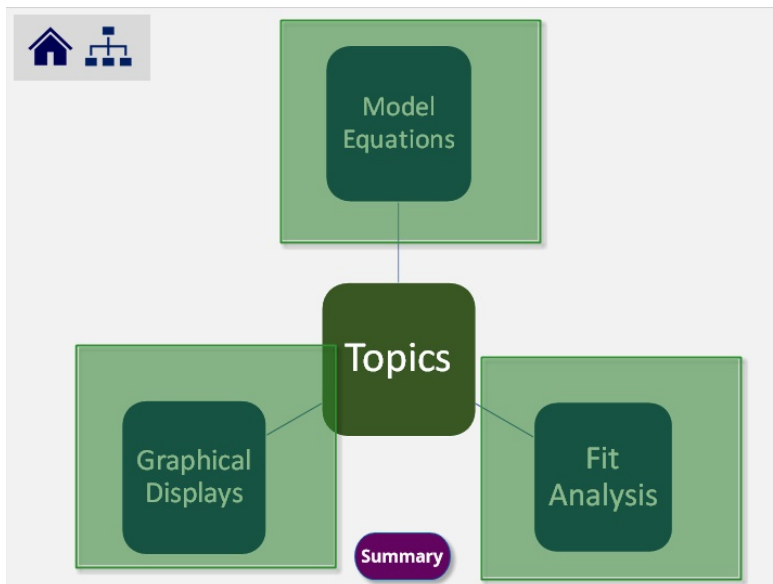 Model
Equations
Topics
Graphical
Displays
Fit
Analysis
Summary